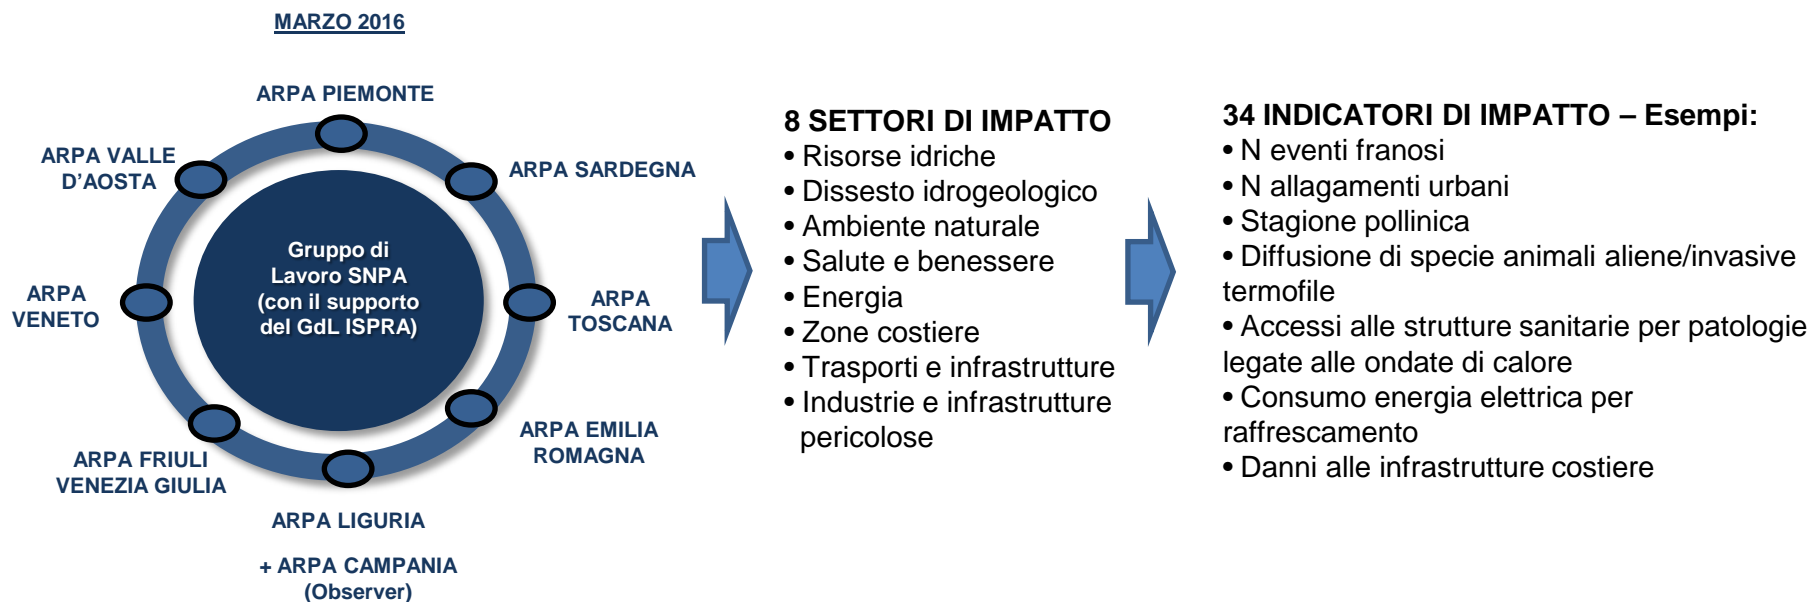 MARZO 2016
ARPA PIEMONTE
ARPA VALLE
D'AOSTA
ARPA SARDEGNA
Gruppo di
Lavoro SNPA
(con il supporto
del GdL ISPRA)
ARPA
VENETO
ARPA
TOSCANA
ARPA FRIULI
VENEZIA GIULIA
ARPA EMILIA
ROMAGNA
ARPA LIGURIA
+ ARPA CAMPANIA
(Observer)
8 SETTORI DI IMPATTO
• Risorse idriche
• Dissesto idrogeologico
• Ambiente naturale
• Salute e benessere
• Energia
• Zone costiere
• Trasporti e infrastrutture
• Industrie e infrastrutture
pericolose
34 INDICATORI DI IMPATTO – Esempi:
• N eventi franosi
• N allagamenti urbani
• Stagione pollinica
• Diffusione di specie animali aliene/invasive
termofile
• Accessi alle strutture sanitarie per patologie
legate alle ondate di calore
• Consumo energia elettrica per
raffrescamento
• Danni alle infrastrutture costiere